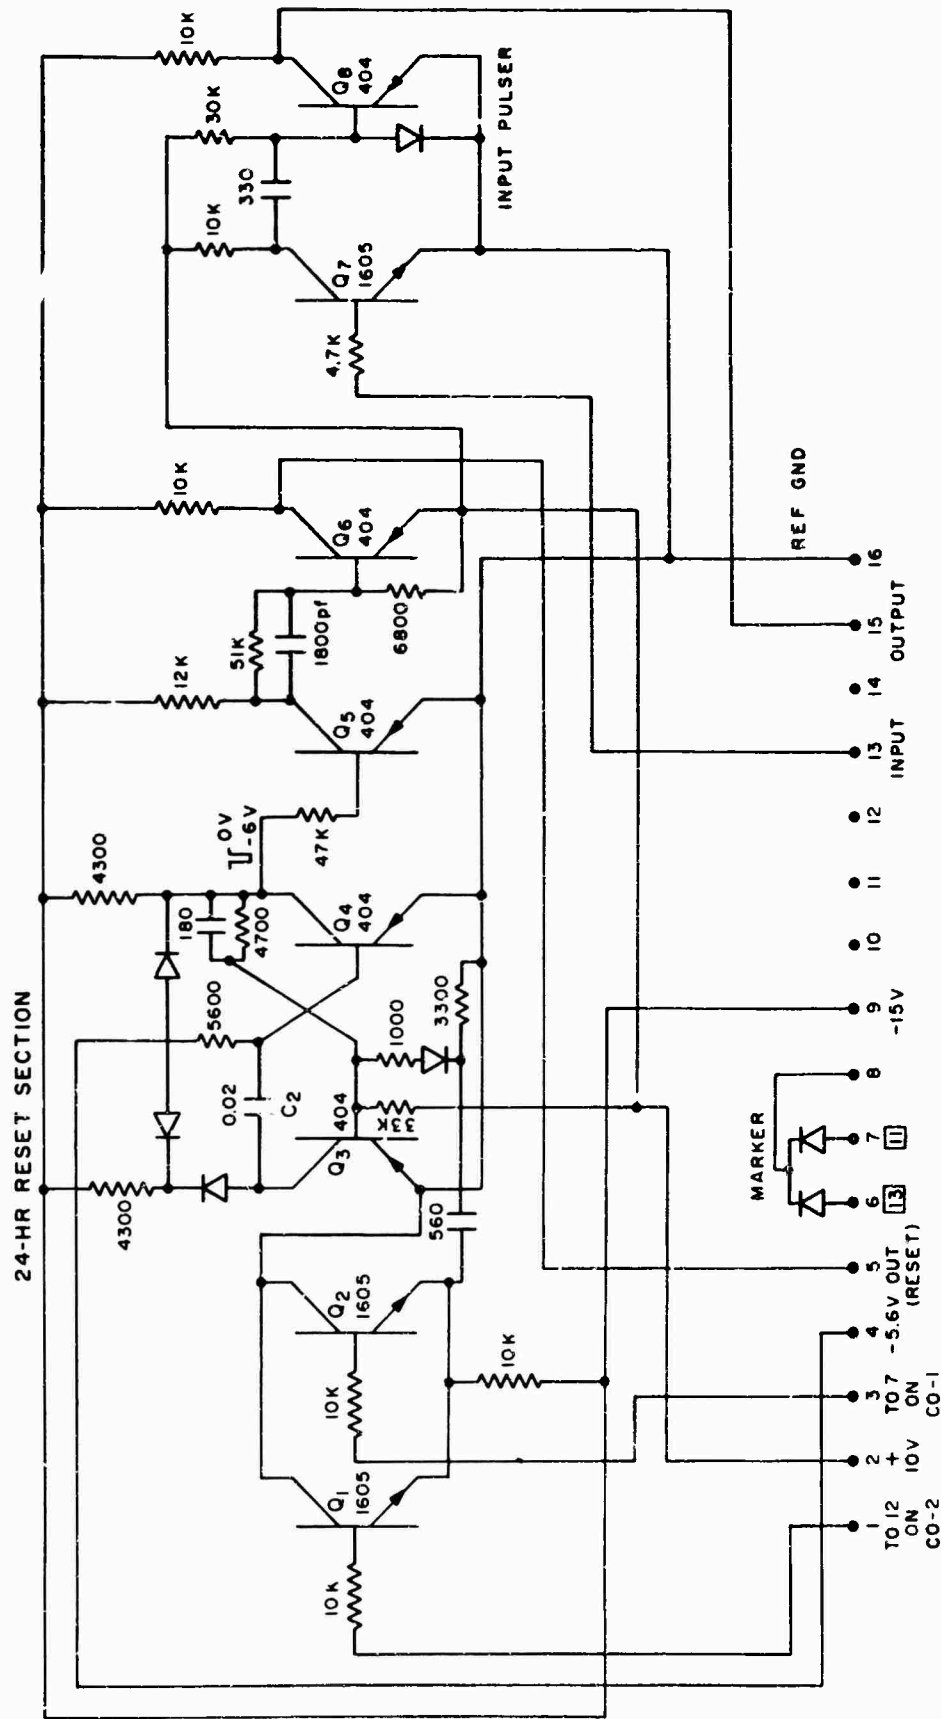 24-HR RESET SECTION
4300
4300
10K
5600
180
4700
0V
-6V
12K
51K
1800pf
10K
10K
30K
10K
0.02
C2
330
Q1
1605
Q2
1605
Q3
404
Q4
404
Q5
404
Q6
404
Q7
1605
Q8
404
10K
10K
33K
1000
3300
47K
6800
4.7K
560
10K
INPUT PULSER
MARKER
REF GND
1
TO 12
ON
CO-2
2
+
10V
3
TO 7
ON
CO-1
4
-5.6V OUT
5
(RESET)
6
13
7
11
8
9
-15V
10
11
12
13
INPUT
14
15
OUTPUT
16